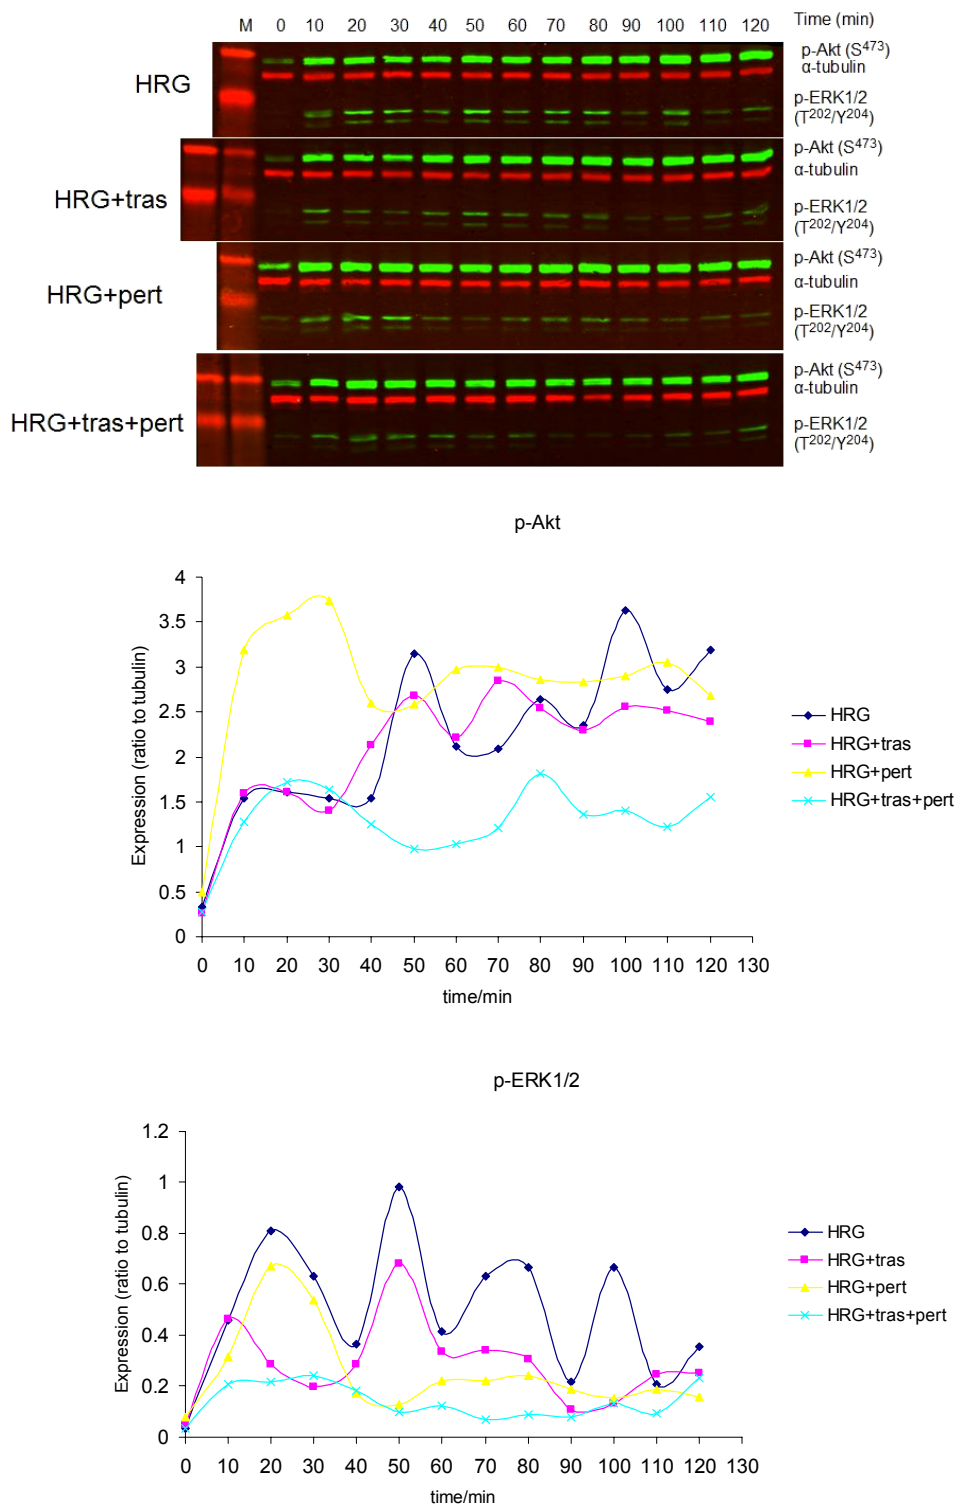 M 0 10 20 30 40 50 60 70 80 90 100 110 120 Time (min)
HRG
p-Akt (S473)
α-tubulin
p-ERK1/2
(T202/Y204)
HRG+tras
p-Akt (S473)
α-tubulin
p-ERK1/2
(T202/Y204)
HRG+pert
p-Akt (S473)
α-tubulin
p-ERK1/2
(T202/Y204)
HRG+tras+pert
p-Akt (S473)
α-tubulin
p-ERK1/2
(T202/Y204)
p-Akt
Expression (ratio to tubulin)
4
3.5
3
2.5
2
1.5
1
0.5
0
0 10 20 30 40 50 60 70 80 90 100 110 120 130
time/min
HRG
HRG+tras
HRG+pert
HRG+tras+pert
p-ERK1/2
Expression (ratio to tubulin)
1.2
1
0.8
0.6
0.4
0.2
0
0 10 20 30 40 50 60 70 80 90 100 110 120 130
time/min
HRG
HRG+tras
HRG+pert
HRG+tras+pert